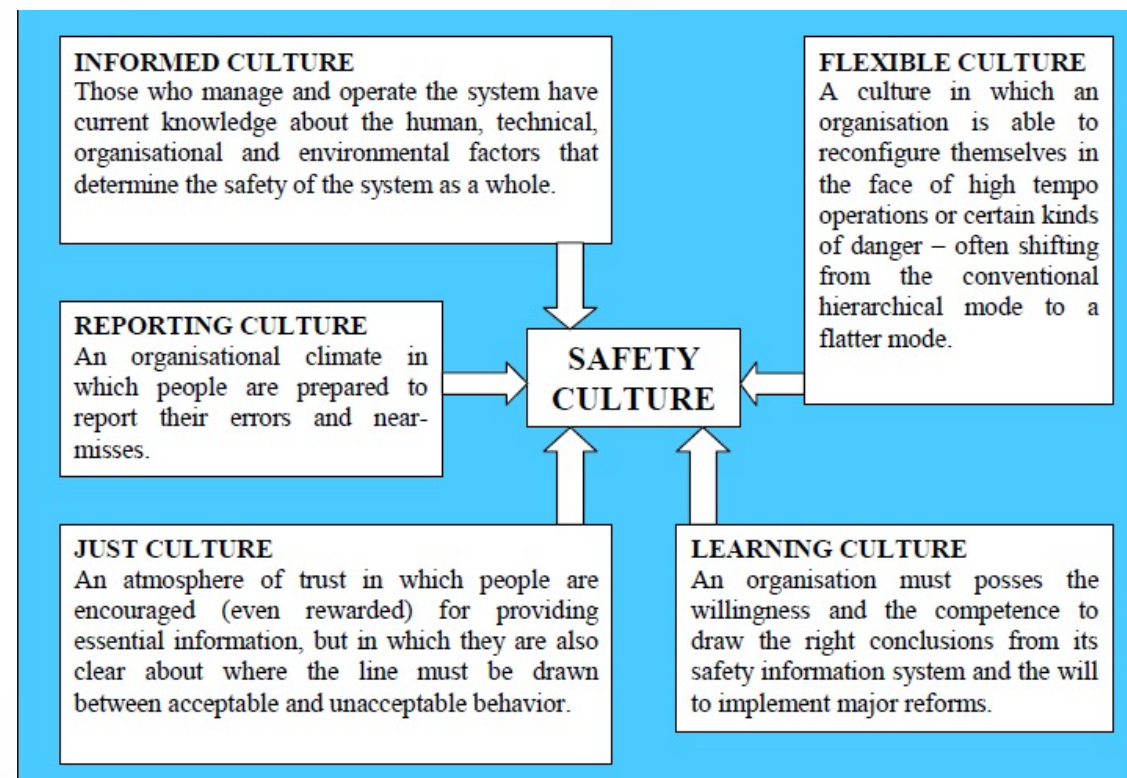 INFORMED CULTURE
Those who manage and operate the system have
current knowledge about the human, technical,
organisational and environmental factors that
determine the safety of the system as a whole.
FLEXIBLE CULTURE
A culture in which an
organisation is able to
reconfigure themselves in
the face of high tempo
operations or certain kinds
of danger – often shifting
from the conventional
hierarchical mode to a
flatter mode.
REPORTING CULTURE
An organisational climate in
which people are prepared to
report their errors and near-
misses.
SAFETY
CULTURE
JUST CULTURE
An atmosphere of trust in which people are
encouraged (even rewarded) for providing
essential information, but in which they are also
clear about where the line must be drawn
between acceptable and unacceptable behavior.
LEARNING CULTURE
An organisation must posses the
willingness and the competence to
draw the right conclusions from its
safety information system and the will
to implement major reforms.